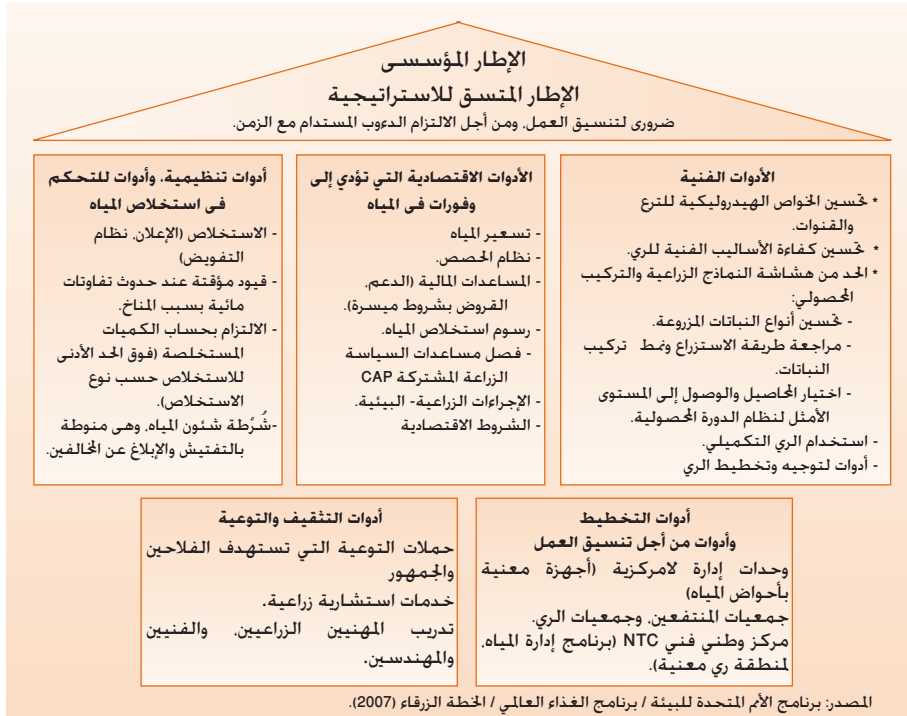 الإطار المؤسسى
الإطار المتسق للاستراتيجية
ضرورى لتنسيق العمل، ومن أجل الالتزام الدءوب المستدام مع الزمن.
الأدوات الفنية
* تحسين الخواص الهيدروليكية للترع
والقنوات.
* تحسين كفاءة الأساليب الفنية للري.
* الحد من هشاشة النماذج الزراعية والتركيب
المحصولي:
- تحسين أنواع النباتات المزروعة.
- مراجعة طريقة الاستزراع ونمط تركيب
النباتات.
- اختيار المحاصيل والوصول إلى المستوى
الأمثل لنظام الدورة المحصولية.
- استخدام الري التكميلي.
- أدوات لتوجيه وتخطيط الري
الأدوات الاقتصادية التي تؤدي إلى
وفورات فى المياه
- تسعير المياه
- نظام الحصص.
- المساعدات المالية (الدعم،
القروض بشروط ميسرة).
- رسوم استخلاص المياه.
- فصل مساعدات السياسة
الزراعة المشتركة CAP
- الإجراءات الزراعية- البيئية.
- الشروط الاقتصادية
أدوات تنظيمية، وأدوات للتحكم
فى استخلاص المياه
- الاستخلاص (الإعلان، نظام
التفويض)
- قيود مؤقتة عند حدوث تفاوتات
مائية بسبب المناخ.
- الالتزام بحساب الكميات
المستخلصة (فوق الحد الأدنى
للاستخلاص حسب نوع
الاستخلاص).
-شُرُطة شئون المياه، وهى منوطة
بالتفتيش والإبلاغ عن المخالفين.
أدوات التخطيط
وأدوات من أجل تنسيق العمل
وحدات إدارة لامركزية (أجهزة معنية
بأحواض المياه)
جمعيات المنتفعين، وجمعيات الري.
مركز وطني فني NTC (برنامج إدارة المياه،
لمنطقة ري معنية).
أدوات التثقيف والتوعية
حملات التوعية التي تستهدف الفلاحين
والجمهور
خدمات استشارية زراعية.
تدريب المهنيين الزراعيين، والفنيين
والمهندسين.
المصدر: برنامج الأمم المتحدة للبيئة / برنامج الغذاء العالمي / الخطة الزرقاء (2007).